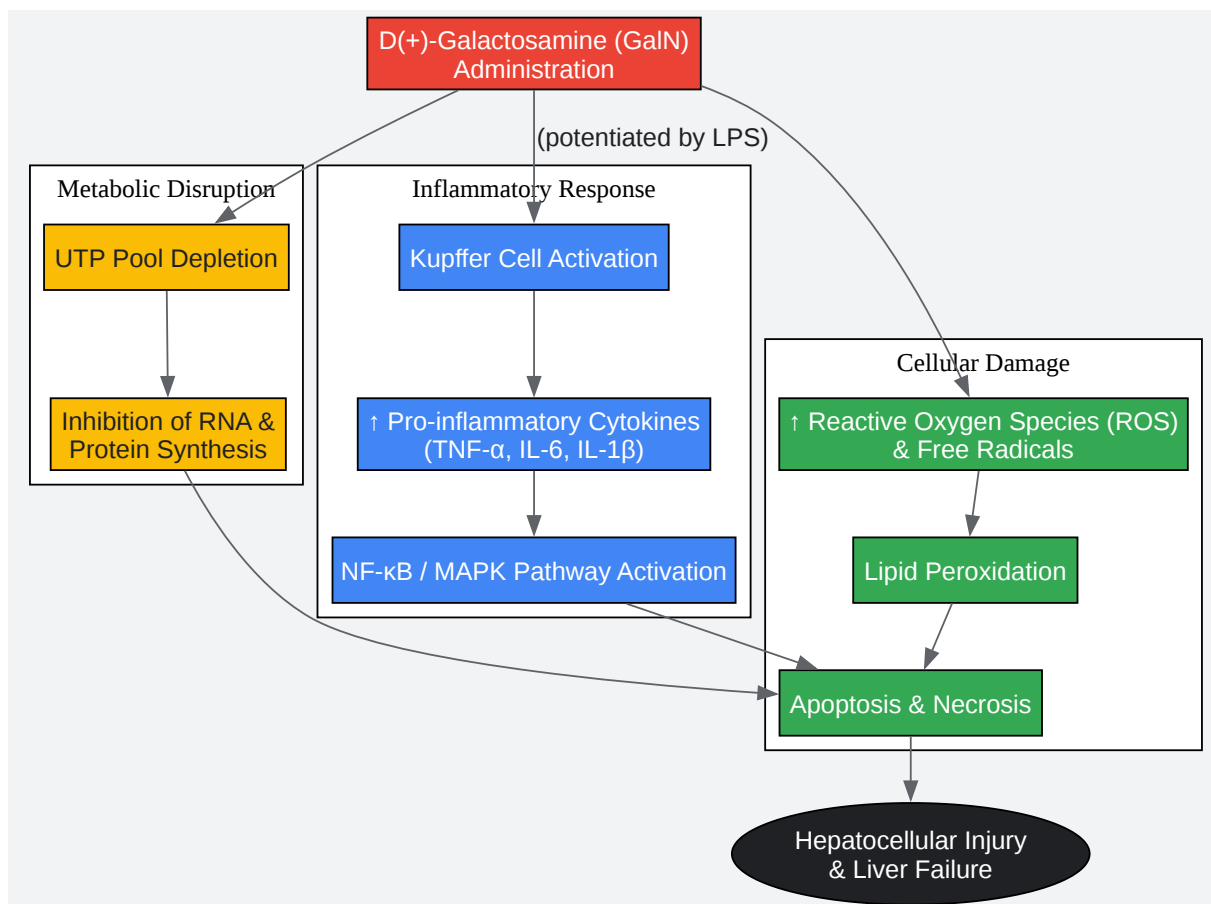 D(+)-Galactosamine (GalN)
Administration
(potentiated by LPS)
Metabolic Disruption
UTP Pool Depletion
Inhibition of RNA &
Protein Synthesis
Inflammatory Response
Kupffer Cell Activation
↑ Pro-inflammatory Cytokines
(TNF-α, IL-6, IL-1β)
NF-κB / MAPK Pathway Activation
Cellular Damage
↑ Reactive Oxygen Species (ROS)
& Free Radicals
Lipid Peroxidation
Apoptosis & Necrosis
Hepatocellular Injury
& Liver Failure